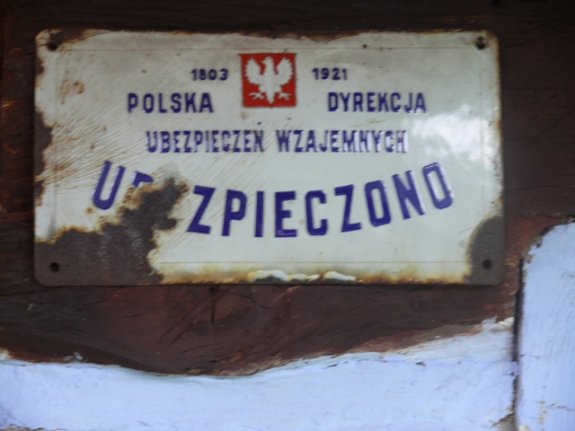 1803 1921
POLSKA DYREKCJA
UBEZPIECZEŃ WZAJEMNYCH
UBEZPIECZONO